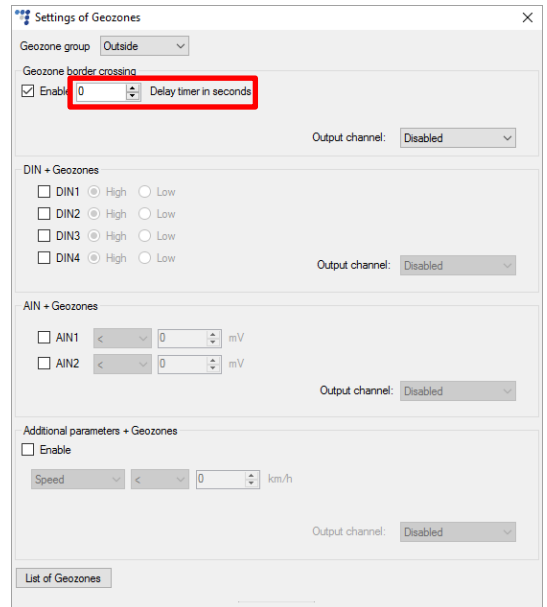 Settings of Geozones
Geozone group Outside
Geozone border crossing
Enable 0 Delay timer in seconds
Output channel: Disabled
DIN + Geozones
DIN1 High Low
DIN2 High Low
DIN3 High Low
DIN4 High Low
Output channel: Disabled
AIN + Geozones
AIN1 < 0 mV
AIN2 < 0 mV
Output channel: Disabled
Additional parameters + Geozones
Enable
Speed < 0 km/h
Output channel: Disabled
List of Geozones